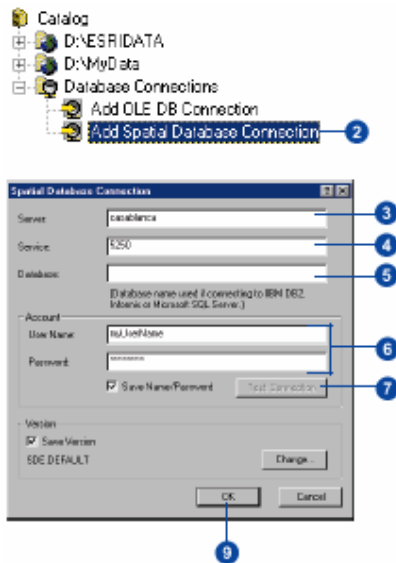 Catalog
D:\ESRIDATA
D:\MyData
Database Connections
Add OLE DB Connection
Add Spatial Database Connection
2
Spatial Database Connection
Server:
casablanca
3
Service:
5250
4
Database:
5
(Database name used if connecting to IBM DB2,
Informix or Microsoft SQL Server.)
Account
User Name:
myUserName
Password:
********
6
Save Name/Password
Test Connection
7
Version
Save Version
SDE.DEFAULT
Change...
OK
Cancel
9